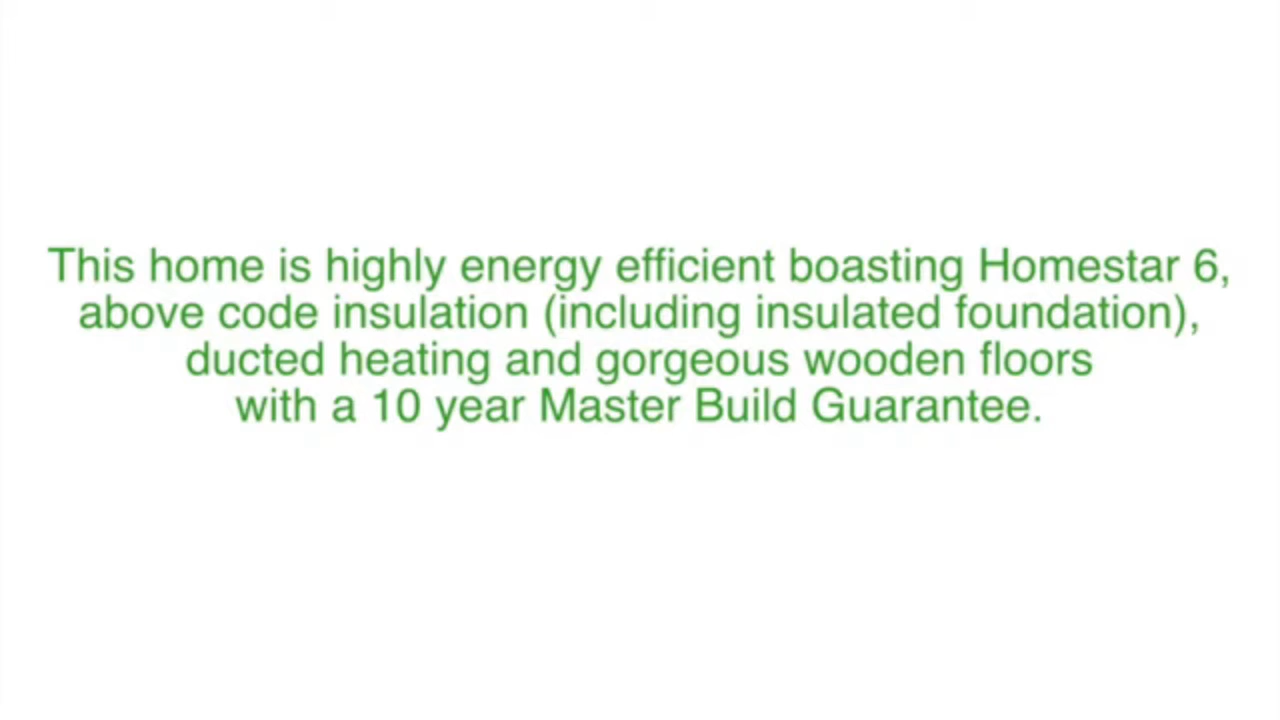 This home is highly energy efficient boasting Homestar 6,
above code insulation (including insulated foundation),
ducted heating and gorgeous wooden floors
with a 10 year Master Build Guarantee.